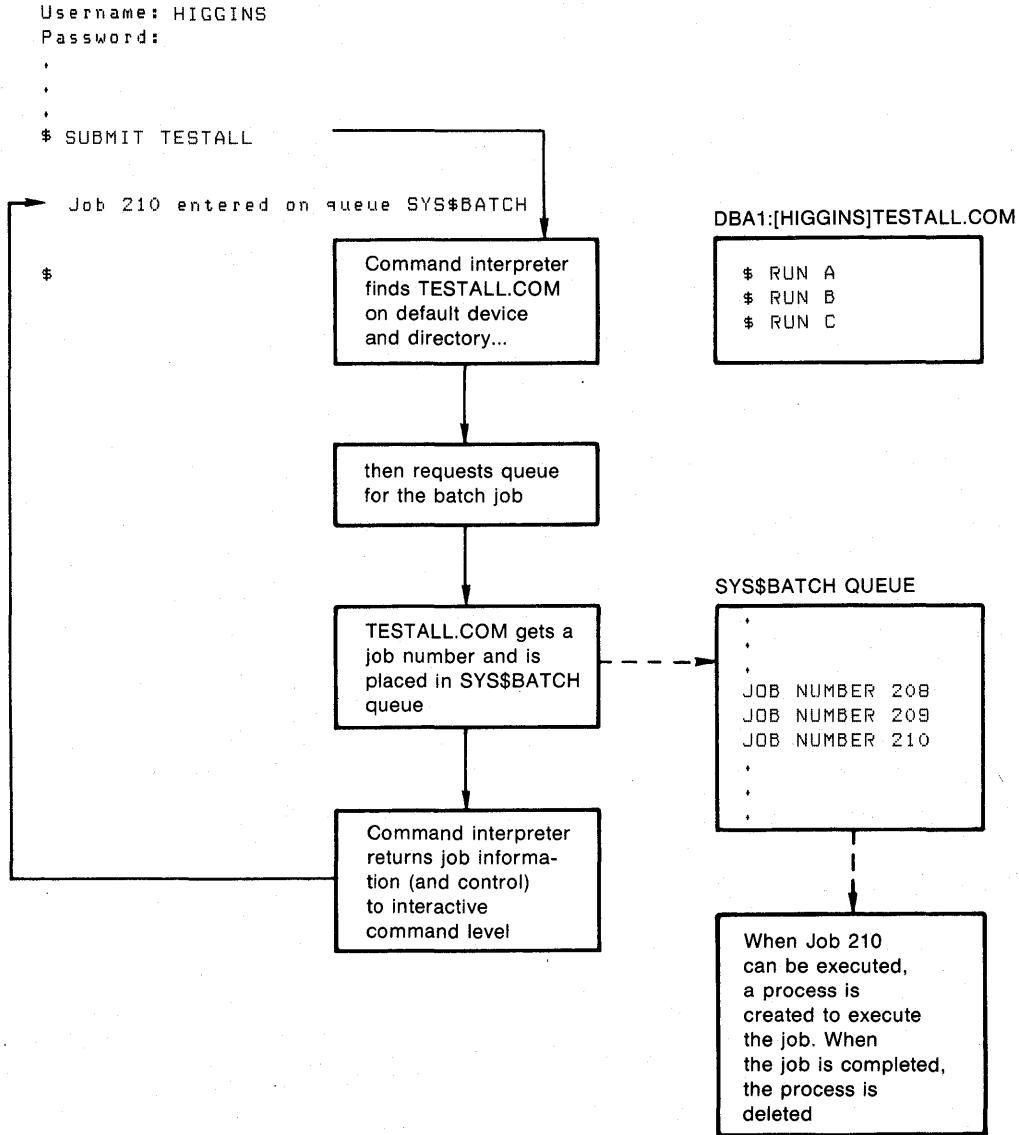 Username: HIGGINS
Password:
.
.
.
$ SUBMIT TESTALL
Job 210 entered on queue SYS$BATCH
$
Command interpreter
finds TESTALL.COM
on default device
and directory...
DBA1:[HIGGINS]TESTALL.COM
$ RUN A
$ RUN B
$ RUN C
then requests queue
for the batch job
TESTALL.COM gets a
job number and is
placed in SYS$BATCH
queue
SYS$BATCH QUEUE
.
.
.
JOB NUMBER 208
JOB NUMBER 209
JOB NUMBER 210
.
.
.
Command interpreter
returns job informa-
tion (and control)
to interactive
command level
When Job 210
can be executed,
a process is
created to execute
the job. When
the job is completed,
the process is
deleted